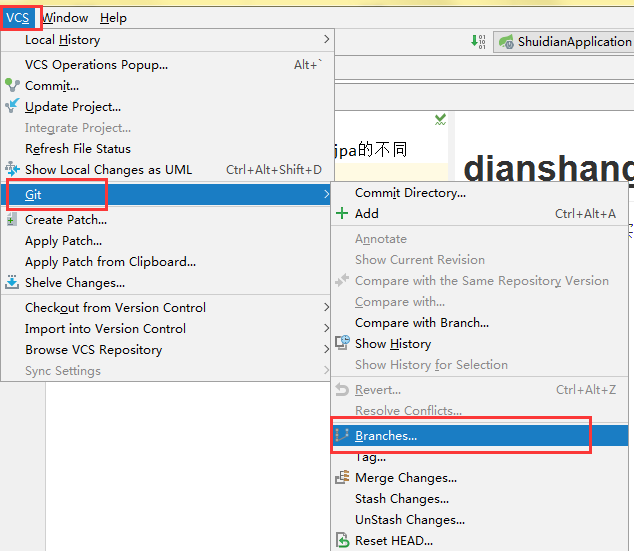 VCS Window Help
Local History
VCS Operations Popup... Alt+`
Commit...
Update Project...
Integrate Project...
Refresh File Status
Show Local Changes as UML Ctrl+Alt+Shift+D
Git
Create Patch...
Apply Patch...
Apply Patch from Clipboard...
Shelve Changes...
Checkout from Version Control
Import into Version Control
Browse VCS Repository
Sync Settings
ShuidianApplication
jpa的不同
dianshang
Commit Directory...
Add Ctrl+Alt+A
Annotate
Show Current Revision
Compare with the Same Repository Version
Compare with...
Compare with Branch...
Show History
Show History for Selection
Revert... Ctrl+Alt+Z
Resolve Conflicts...
Branches...
Tag...
Merge Changes...
Stash Changes...
UnStash Changes...
Reset HEAD...